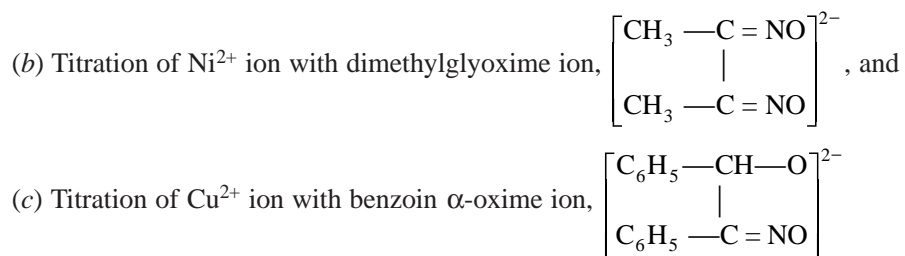 CH₃ —C = NO 2−
(b) Titration of Ni²⁺ ion with dimethylglyoxime ion, | , and
CH₃ —C = NO
C₆H₅ —CH—O 2−
(c) Titration of Cu²⁺ ion with benzoin α-oxime ion, |
C₆H₅ —C = NO